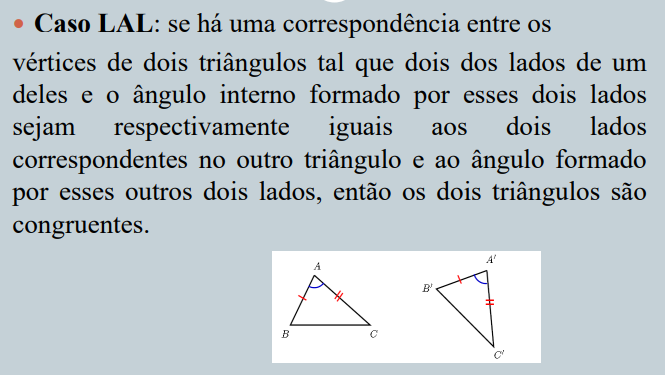 • Caso LAL: se há uma correspondência entre os
vértices de dois triângulos tal que dois dos lados de um
deles e o ângulo interno formado por esses dois lados
sejam respectivamente iguais aos dois lados
correspondentes no outro triângulo e ao ângulo formado
por esses outros dois lados, então os dois triângulos são
congruentes.
A
B
C
A'
B'
C'